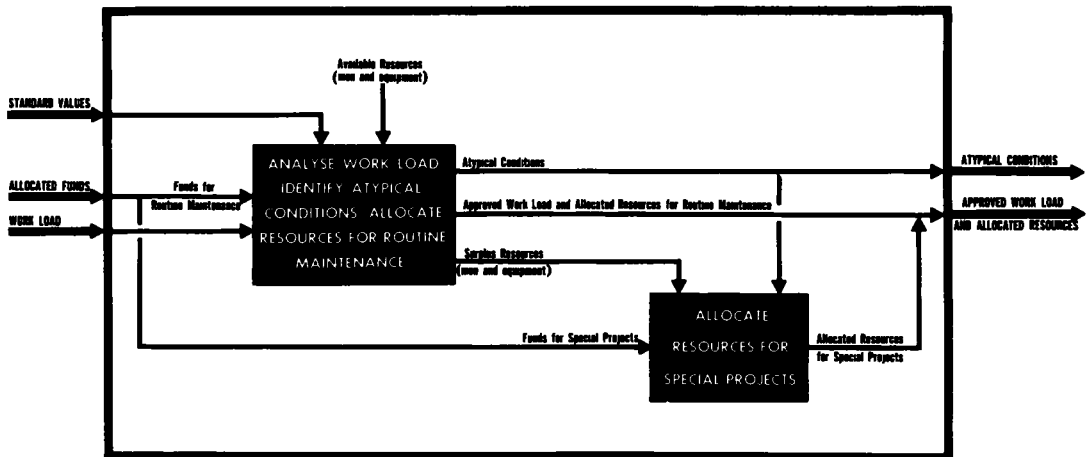 Available Resources
(men and equipment)
STANDARD VALUES
ANALYSE WORK LOAD
IDENTIFY ATYPICAL
CONDITIONS. ALLOCATE
RESOURCES FOR ROUTINE
MAINTENANCE
Atypical Conditions
ATYPICAL CONDITIONS
ALLOCATED FUNDS
Funds for
Routine Maintenance
Approved Work Load and Allocated Resources for Routine Maintenance
APPROVED WORK LOAD
AND ALLOCATED RESOURCES
WORK LOAD
Surplus Resources
(men and equipment)
Funds for Special Projects
ALLOCATE
RESOURCES FOR
SPECIAL PROJECTS
Allocated Resources
for Special Projects